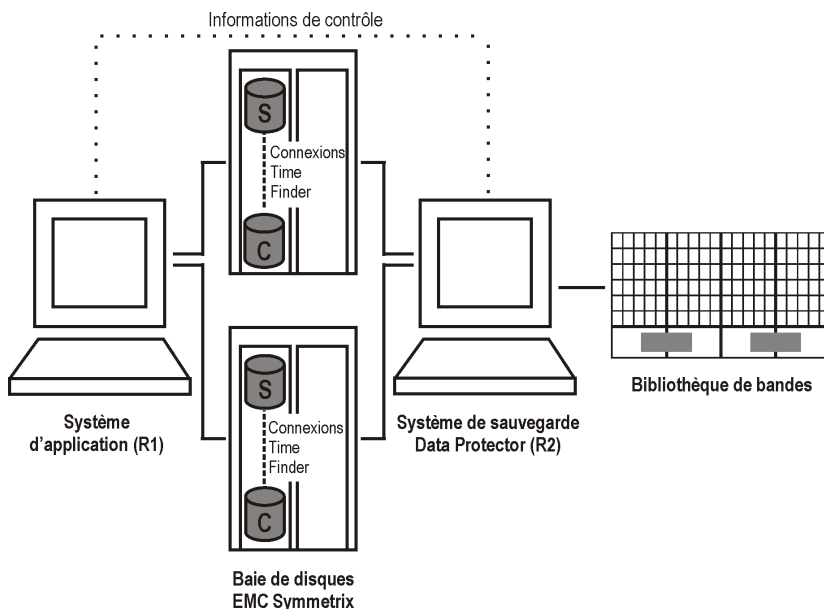 Informations de contrôle
S
Connexions
Time
Finder
C
S
Connexions
Time
Finder
C
Système
d'application (R1)
Système de sauvegarde
Data Protector (R2)
Bibliothèque de bandes
Baie de disques
EMC Symmetrix